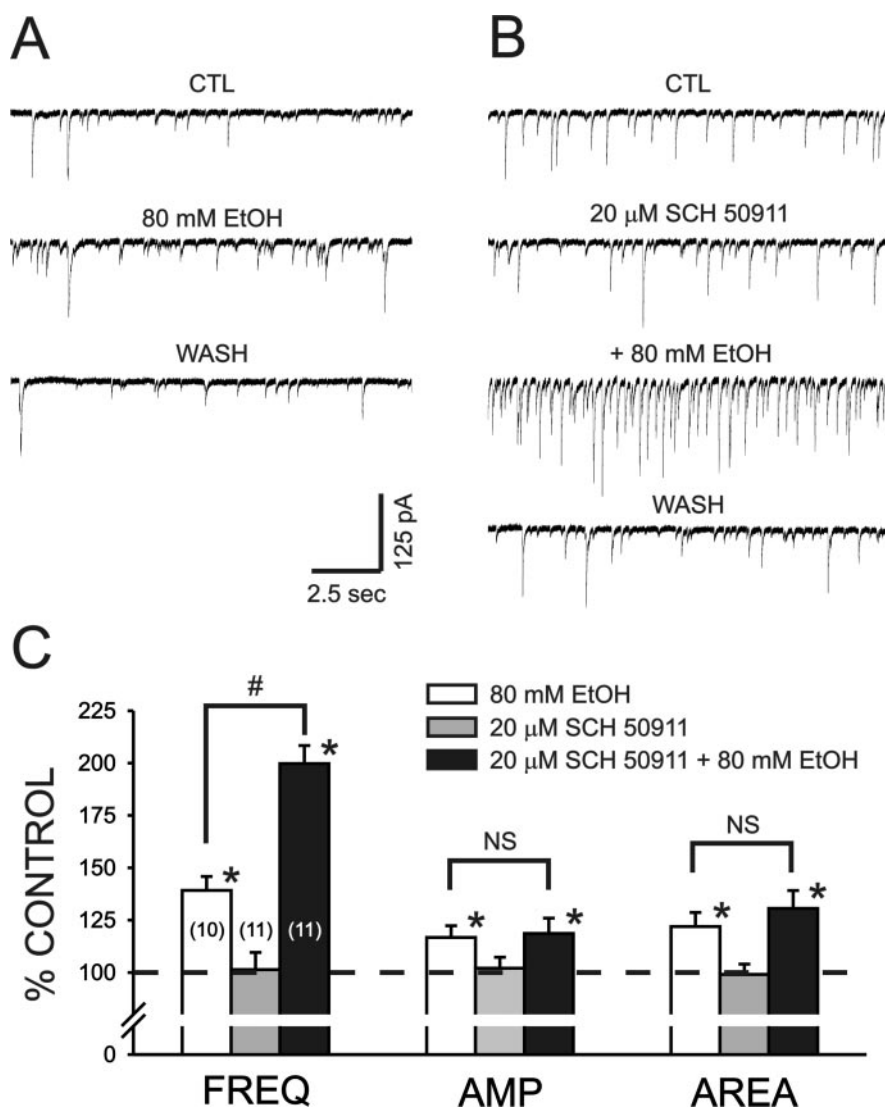 A
CTL
80 mM EtOH
WASH
125 pA
2.5 sec
B
CTL
20 μM SCH 50911
+ 80 mM EtOH
WASH
C
80 mM EtOH
20 μM SCH 50911
20 μM SCH 50911 + 80 mM EtOH
% CONTROL
225
200
175
150
125
100
0
#
*
*
(10)
(11)
(11)
NS
*
*
NS
*
*
FREQ
AMP
AREA